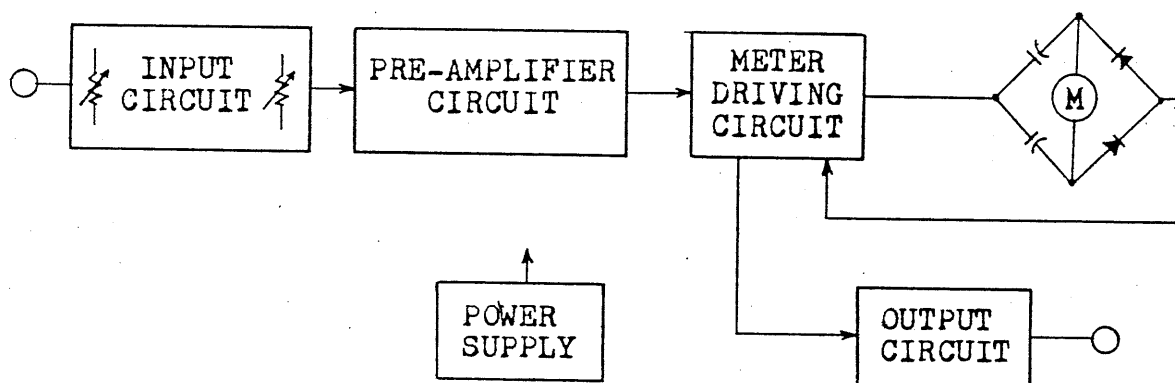 INPUT
CIRCUIT
PRE-AMPLIFIER
CIRCUIT
METER
DRIVING
CIRCUIT
M
POWER
SUPPLY
OUTPUT
CIRCUIT